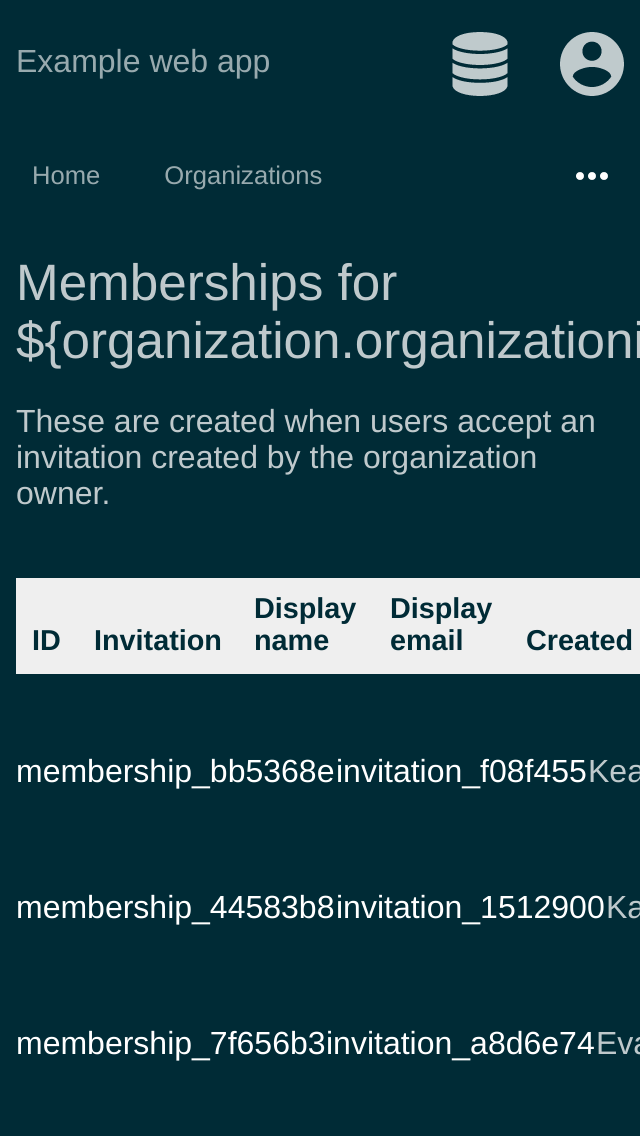 Example web app
Home Organizations
Memberships for
${organization.organizationi
These are created when users accept an
invitation created by the organization
owner.
Display Display
ID Invitation name email Created
membership_bb5368e invitation_f08f455 Kea
membership_44583b8 invitation_1512900 Ka
membership_7f656b3 invitation_a8d6e74 Eva